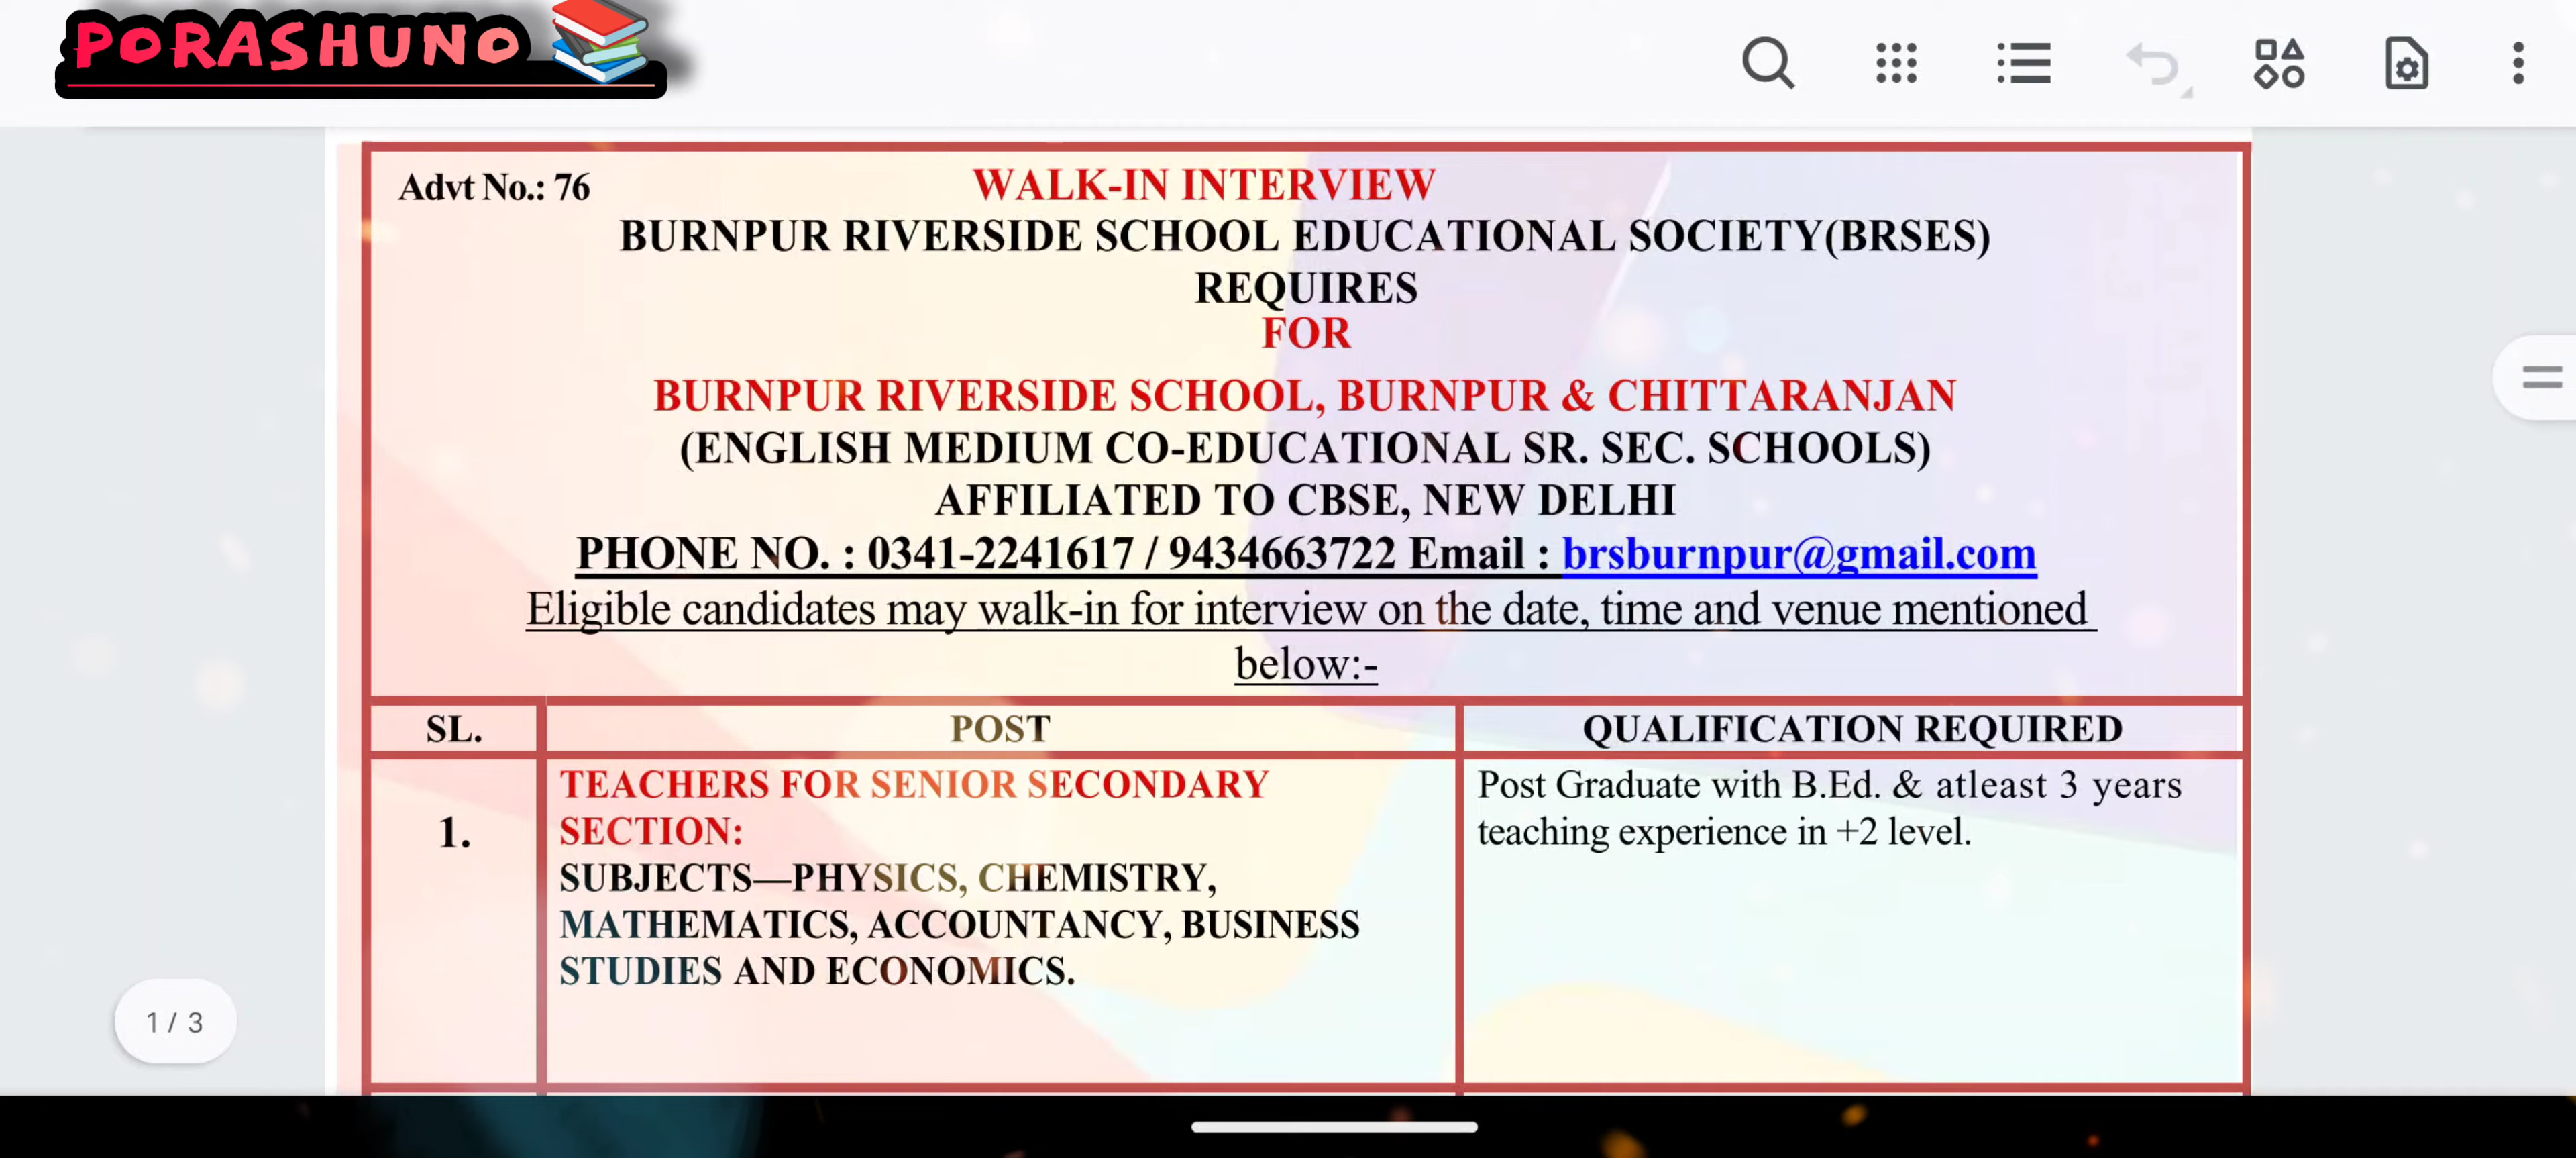 PORASHUNO
Advt No.: 76
WALK-IN INTERVIEW
BURNPUR RIVERSIDE SCHOOL EDUCATIONAL SOCIETY(BRSES)
REQUIRES
FOR
BURNPUR RIVERSIDE SCHOOL, BURNPUR & CHITTARANJAN
(ENGLISH MEDIUM CO-EDUCATIONAL SR. SEC. SCHOOLS)
AFFILIATED TO CBSE, NEW DELHI
PHONE NO. : 0341-2241617 / 9434663722 Email : brsburnpur@gmail.com
Eligible candidates may walk-in for interview on the date, time and venue mentioned
below:-
SL.
POST
QUALIFICATION REQUIRED
1.
TEACHERS FOR SENIOR SECONDARY
SECTION:
SUBJECTS—PHYSICS, CHEMISTRY,
MATHEMATICS, ACCOUNTANCY, BUSINESS
STUDIES AND ECONOMICS.
Post Graduate with B.Ed. & atleast 3 years
teaching experience in +2 level.
1 / 3